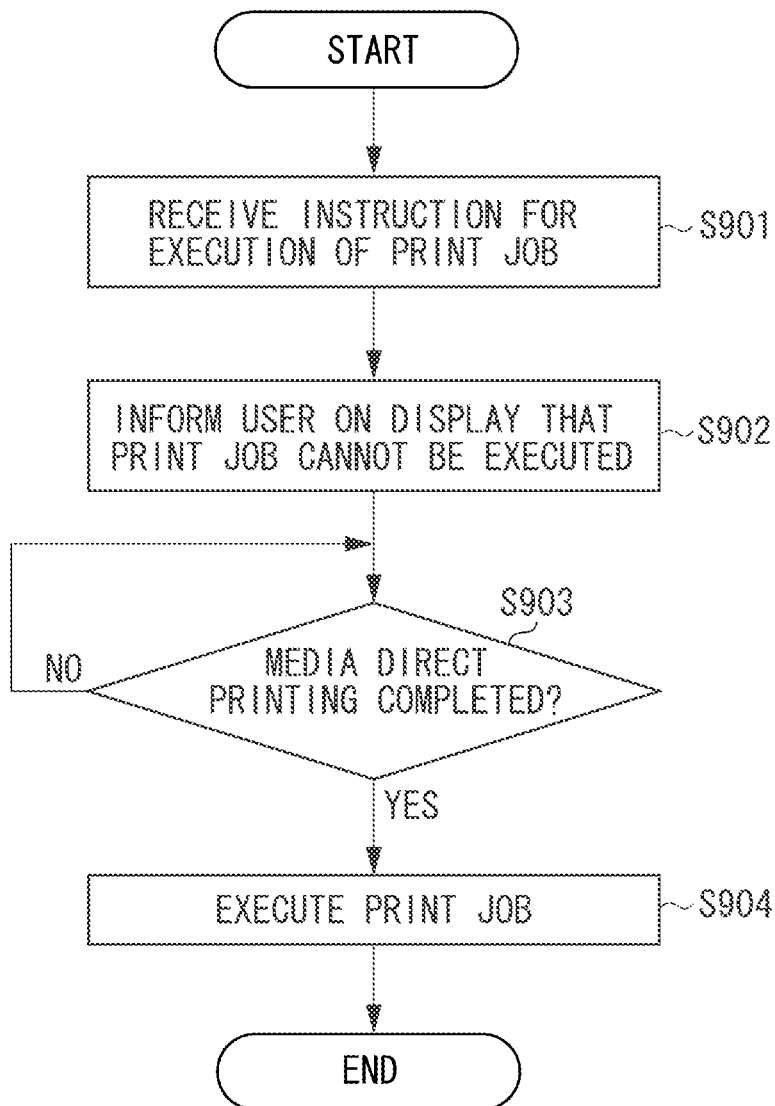 START
RECEIVE INSTRUCTION FOR
EXECUTION OF PRINT JOB
S901
INFORM USER ON DISPLAY THAT
PRINT JOB CANNOT BE EXECUTED
S902
S903
MEDIA DIRECT
PRINTING COMPLETED?
NO
YES
EXECUTE PRINT JOB
S904
END